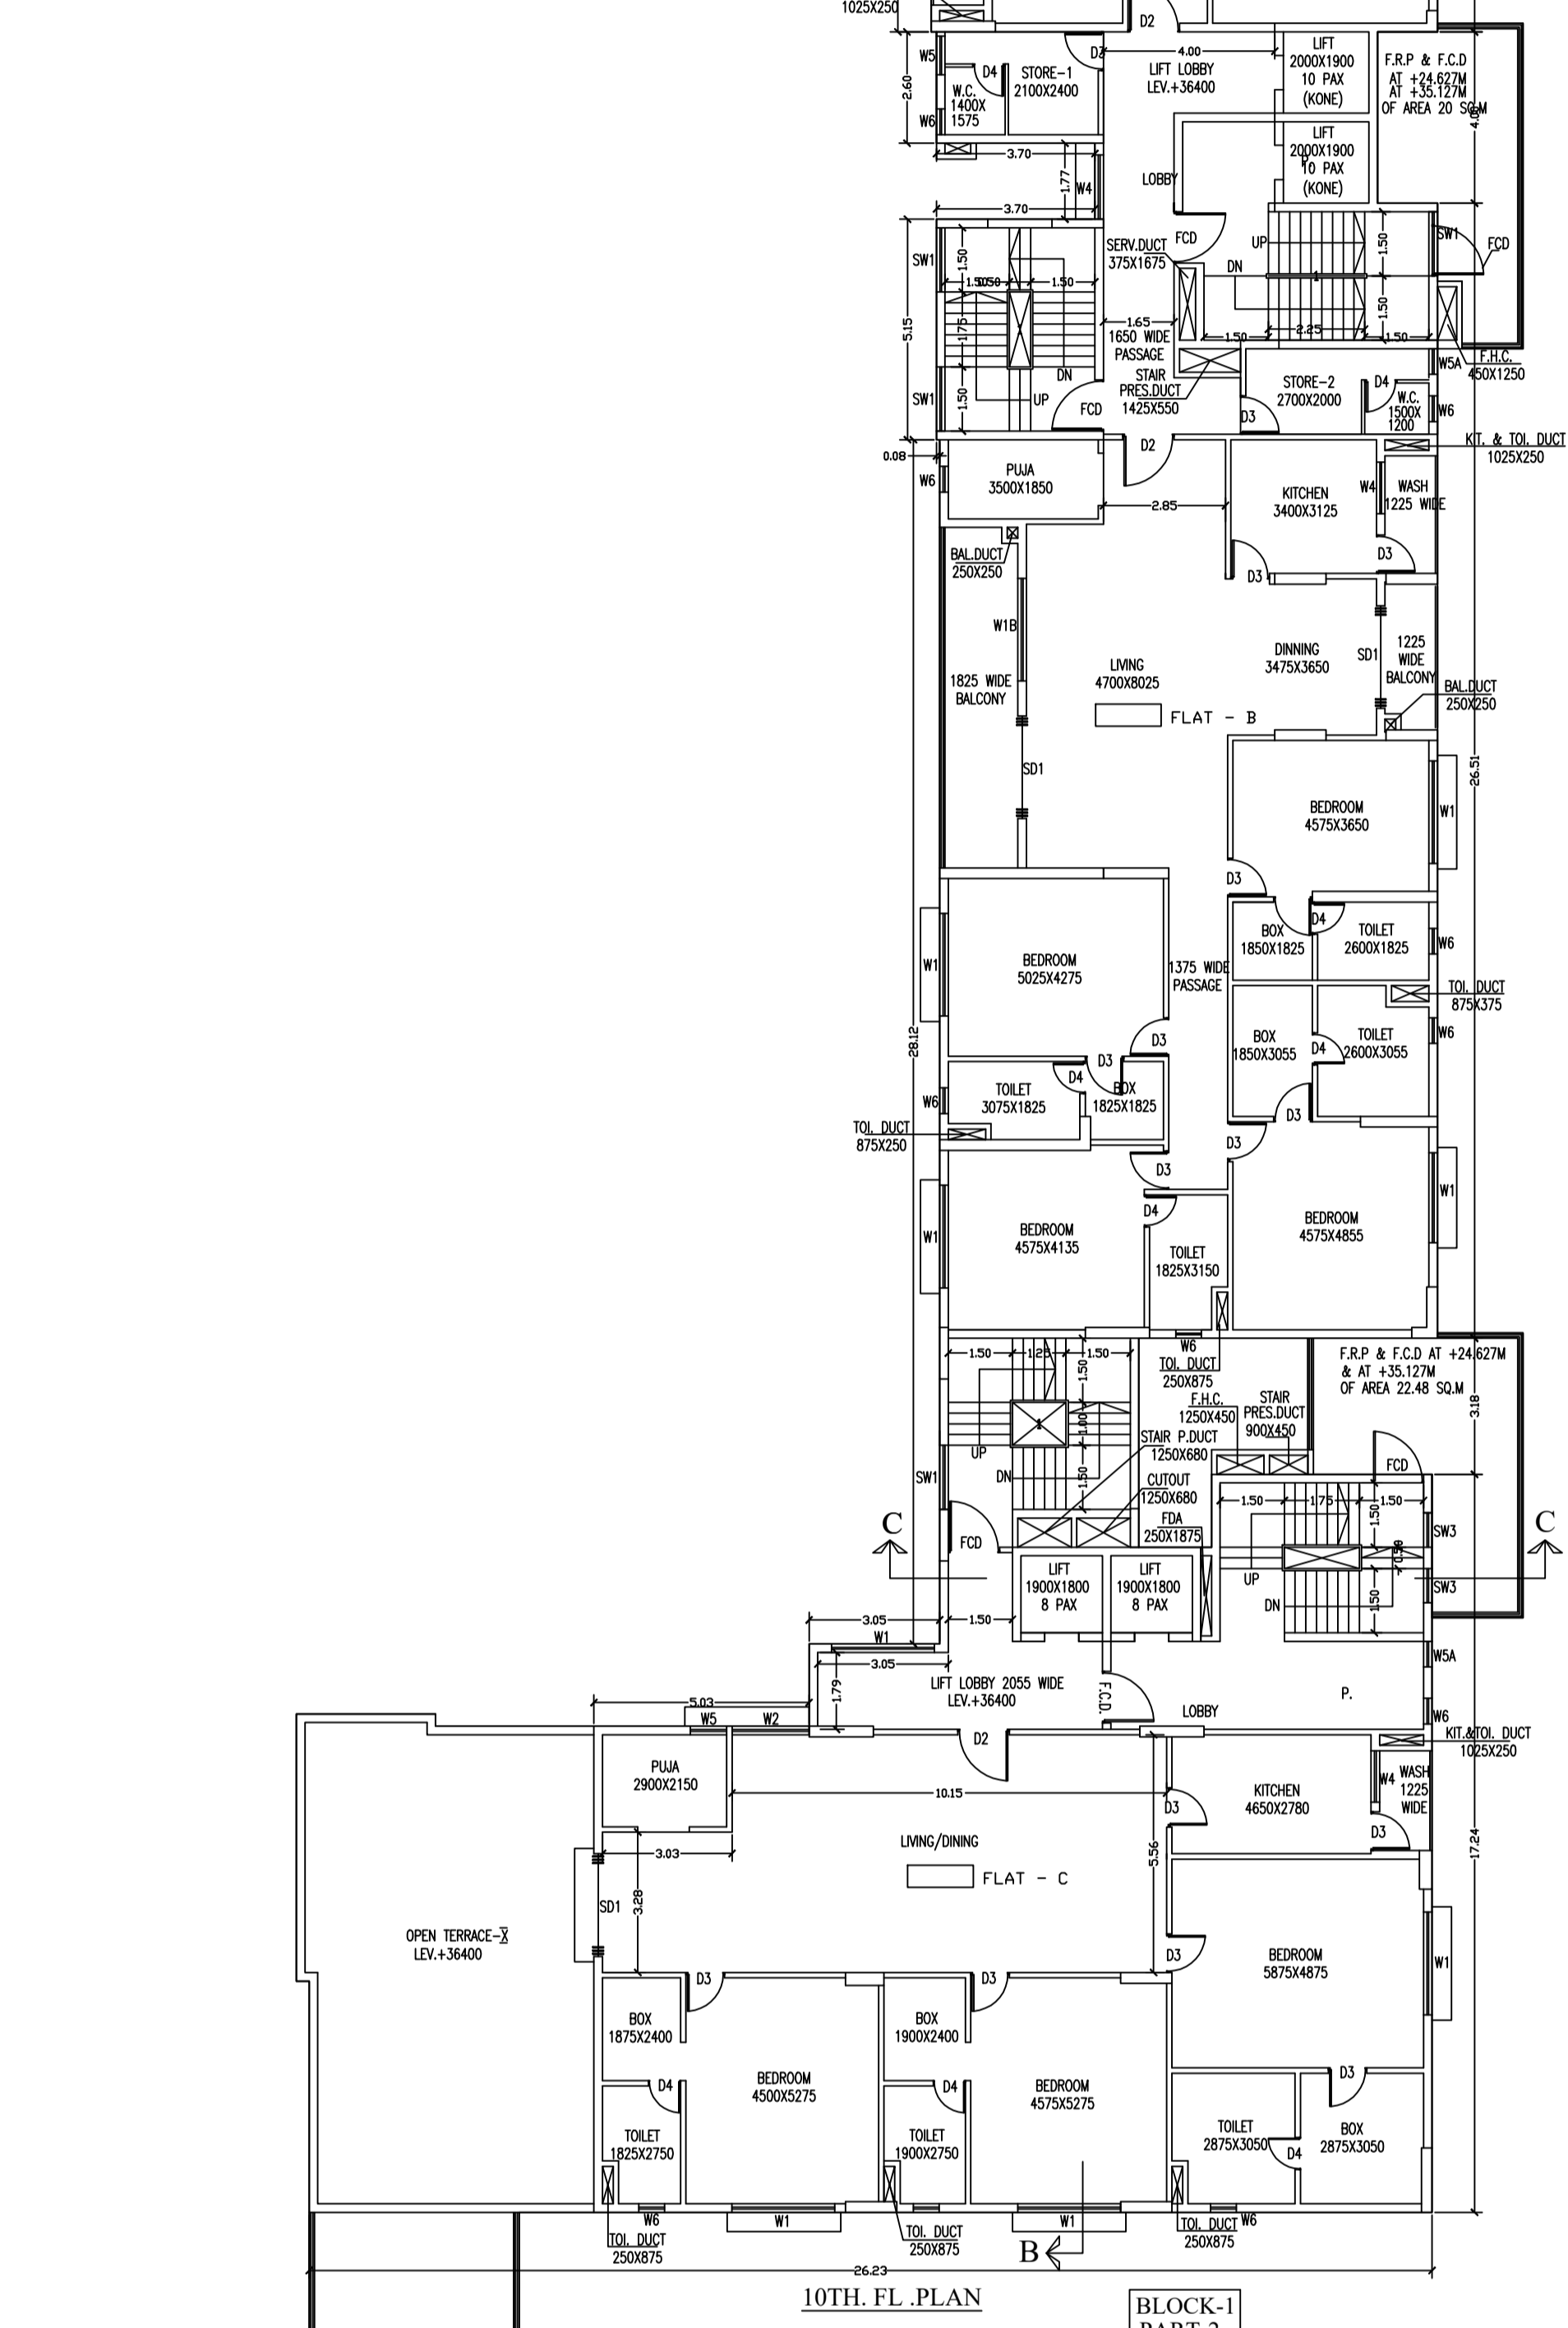 1025X250
D2
W5
D4
STORE-1
2100X2400
D3
4.00
LIFT LOBBY
LEV.+36400
LIFT
2000X1900
10 PAX
(KONE)
F.R.P & F.C.D
AT +24.627M
AT +35.127M
OF AREA 20 SQ.M
2.60
W.C.
1400X
1575
W6
LIFT
2000X1900
10 PAX
(KONE)
P.
3.70
1.77
W4
LOBBY
3.70
SW1
1.50
SERV.DUCT
375X1675
FCD
UP
DN
1.50
SW1
FCD
1.50
1.50
5.15
1.75
1.65
1650 WIDE
PASSAGE
1.50
2.25
1.50
1.50
F.H.C.
450X1250
DN
UP
SW1
1.50
FCD
STAIR
PRES.DUCT
1425X550
STORE-2
2700X2000
D3
D4
W5A
W.C.
1500X
1200
W6
D2
KIT. & TOI. DUCT
1025X250
0.08
W6
PUJA
3500X1850
2.85
KITCHEN
3400X3125
W4
WASH
1225 WIDE
D3
D3
BAL.DUCT
250X250
W1B
1825 WIDE
BALCONY
LIVING
4700X8025
DINNING
3475X3650
SD1
1225
WIDE
BALCONY
BAL.DUCT
250X250
FLAT - B
SD1
26.51
BEDROOM
4575X3650
W1
D3
D4
BOX
1850X1825
TOILET
2600X1825
W6
W1
BEDROOM
5025X4275
1375 WIDE
PASSAGE
TOI. DUCT
875X375
28.12
BOX
1850X3055
D4
TOILET
2600X3055
W6
D3
D3
D4
TOILET
3075X1825
BOX
1825X1825
W6
D3
TOI. DUCT
875X250
D3
D3
W1
BEDROOM
4575X4135
D4
TOILET
1825X3150
BEDROOM
4575X4855
W1
W6
TOI. DUCT
250X875
1.50
1.25
1.50
1.50
F.R.P & F.C.D AT +24.627M
& AT +35.127M
OF AREA 22.48 SQ.M
F.H.C.
1250X450
STAIR
PRES.DUCT
900X450
3.18
1.00
UP
DN
1.50
STAIR P.DUCT
1250X680
CUTOUT
1250X680
FDA
250X1875
FCD
SW1
1.50
1.75
1.50
1.50
C
FCD
C
SW3
UP
DN
1.50
SW3
LIFT
1900X1800
8 PAX
LIFT
1900X1800
8 PAX
3.05
W1
1.50
3.05
1.79
LIFT LOBBY 2055 WIDE
LEV.+36400
F.C.D.
LOBBY
P.
W5A
W6
5.03
W5
W2
D2
KIT.&TOI. DUCT
1025X250
PUJA
2900X2150
10.15
D3
KITCHEN
4650X2780
W4
WASH
1225
WIDE
D3
3.03
LIVING/DINING
5.56
17.24
FLAT - C
SD1
3.28
OPEN TERRACE-X
LEV.+36400
D3
D3
D3
BEDROOM
5875X4875
W1
BOX
1875X2400
BOX
1900X2400
D4
BEDROOM
4500X5275
D4
BEDROOM
4575X5275
D3
TOILET
1825X2750
TOILET
1900X2750
TOILET
2875X3050
D4
BOX
2875X3050
W6
W1
W1
W6
TOI. DUCT
250X875
TOI. DUCT
250X875
TOI. DUCT
250X875
B
26.23
10TH. FL .PLAN
BLOCK-1
PART-2